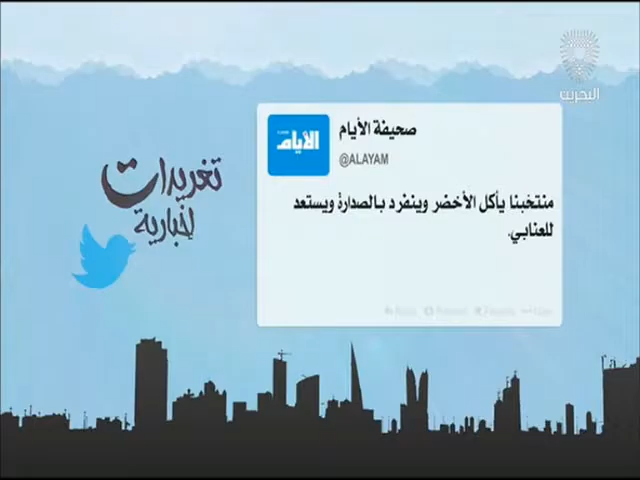 البحرين
صحيفة الأيام
@ALAYAM
الأيام
منتخبنا يأكل الأخضر وينفرد بالصدارة ويستعد
للعنابي.
تغريدات
إخبارية